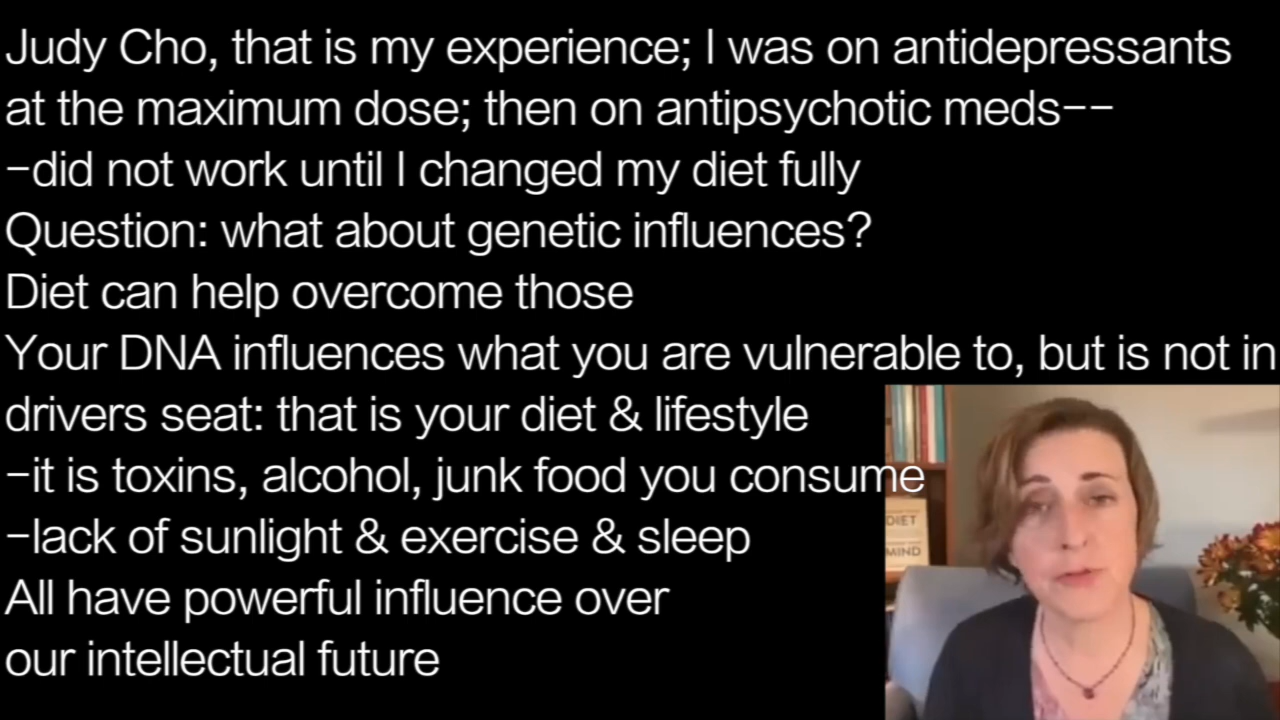 Judy Cho, that is my experience; I was on antidepressants
at the maximum dose; then on antipsychotic meds--
-did not work until I changed my diet fully
Question: what about genetic influences?
Diet can help overcome those
Your DNA influences what you are vulnerable to, but is not in
drivers seat: that is your diet & lifestyle
-it is toxins, alcohol, junk food you consume
-lack of sunlight & exercise & sleep
All have powerful influence over
our intellectual future
DIET
MIND